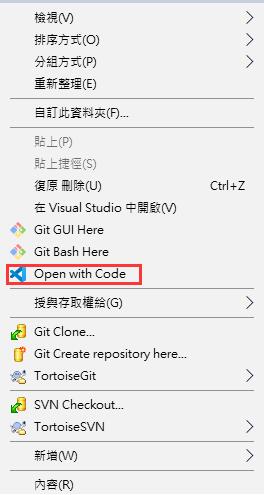 檢視(V)
排序方式(O)
分組方式(P)
重新整理(E)
自訂此資料夾(F)...
貼上(P)
貼上捷徑(S)
復原 刪除(U) Ctrl+Z
在 Visual Studio 中開啟(V)
Git GUI Here
Git Bash Here
Open with Code
授與存取權給(G)
Git Clone...
Git Create repository here...
TortoiseGit
SVN Checkout...
TortoiseSVN
新增(W)
內容(R)